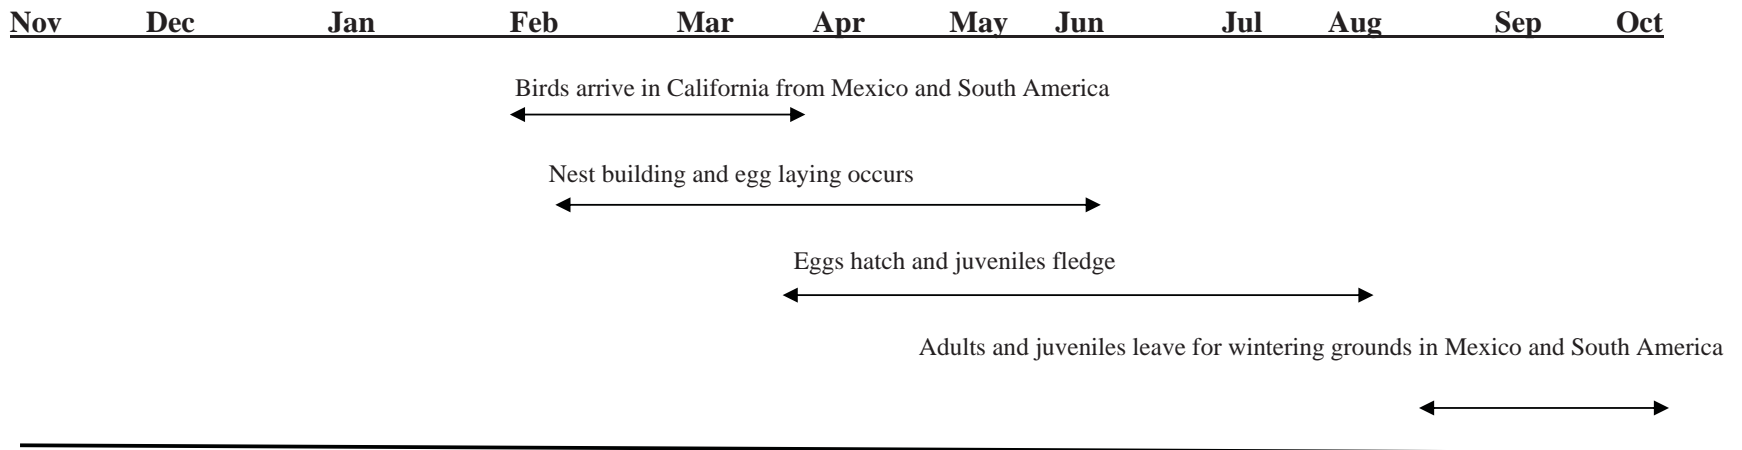 Nov Dec Jan Feb Mar Apr May Jun Jul Aug Sep Oct
Birds arrive in California from Mexico and South America
Nest building and egg laying occurs
Eggs hatch and juveniles fledge
Adults and juveniles leave for wintering grounds in Mexico and South America